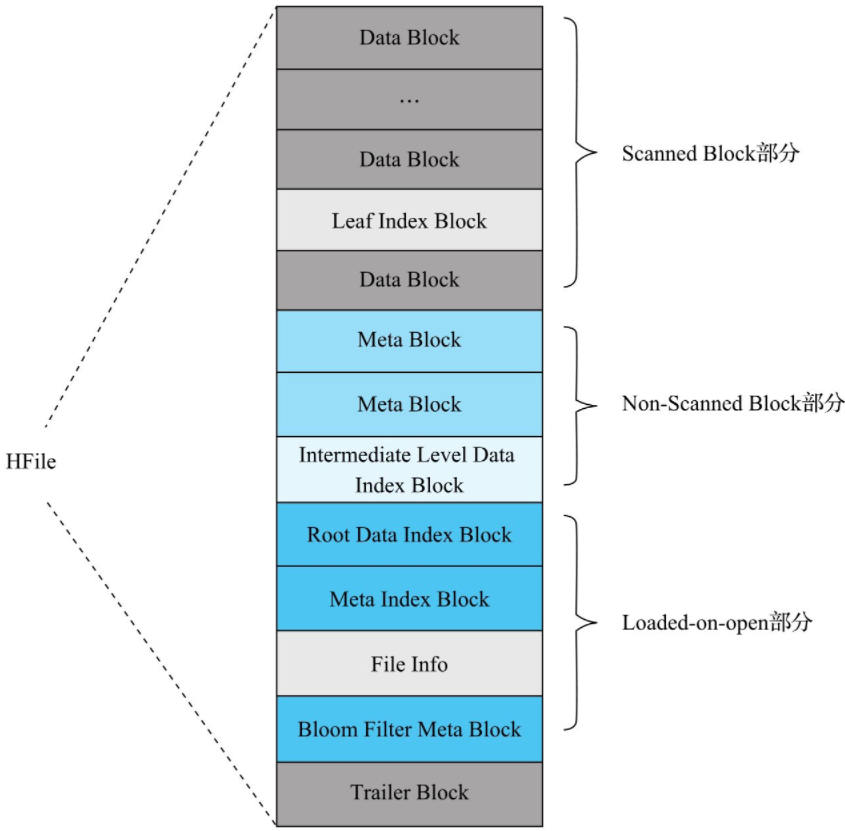 Data Block
…
Data Block
Leaf Index Block
Data Block
Scanned Block部分
Meta Block
Meta Block
Intermediate Level Data
Index Block
Non-Scanned Block部分
HFile
Root Data Index Block
Meta Index Block
File Info
Bloom Filter Meta Block
Loaded-on-open部分
Trailer Block